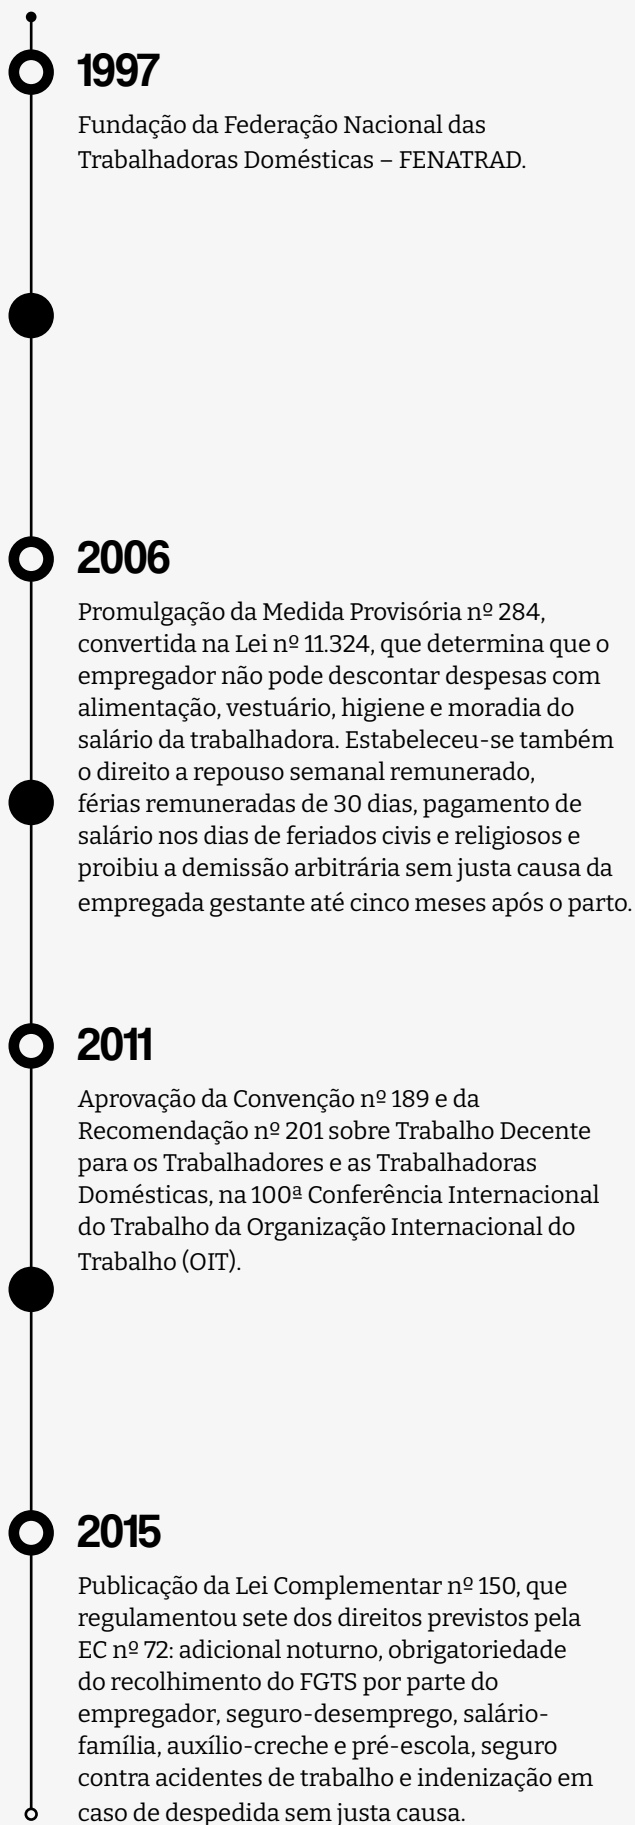 1997
Fundação da Federação Nacional das
Trabalhadoras Domésticas – FENATRAD.
2006
Promulgação da Medida Provisória nº 284,
convertida na Lei nº 11.324, que determina que o
empregador não pode descontar despesas com
alimentação, vestuário, higiene e moradia do
salário da trabalhadora. Estabeleceu-se também
o direito a repouso semanal remunerado,
férias remuneradas de 30 dias, pagamento de
salário nos dias de feriados civis e religiosos e
proibiu a demissão arbitrária sem justa causa da
empregada gestante até cinco meses após o parto.
2011
Aprovação da Convenção nº 189 e da
Recomendação nº 201 sobre Trabalho Decente
para os Trabalhadores e as Trabalhadoras
Domésticas, na 100ª Conferência Internacional
do Trabalho da Organização Internacional do
Trabalho (OIT).
2015
Publicação da Lei Complementar nº 150, que
regulamentou sete dos direitos previstos pela
EC nº 72: adicional noturno, obrigatoriedade
do recolhimento do FGTS por parte do
empregador, seguro-desemprego, salário-
família, auxílio-creche e pré-escola, seguro
contra acidentes de trabalho e indenização em
caso de despedida sem justa causa.